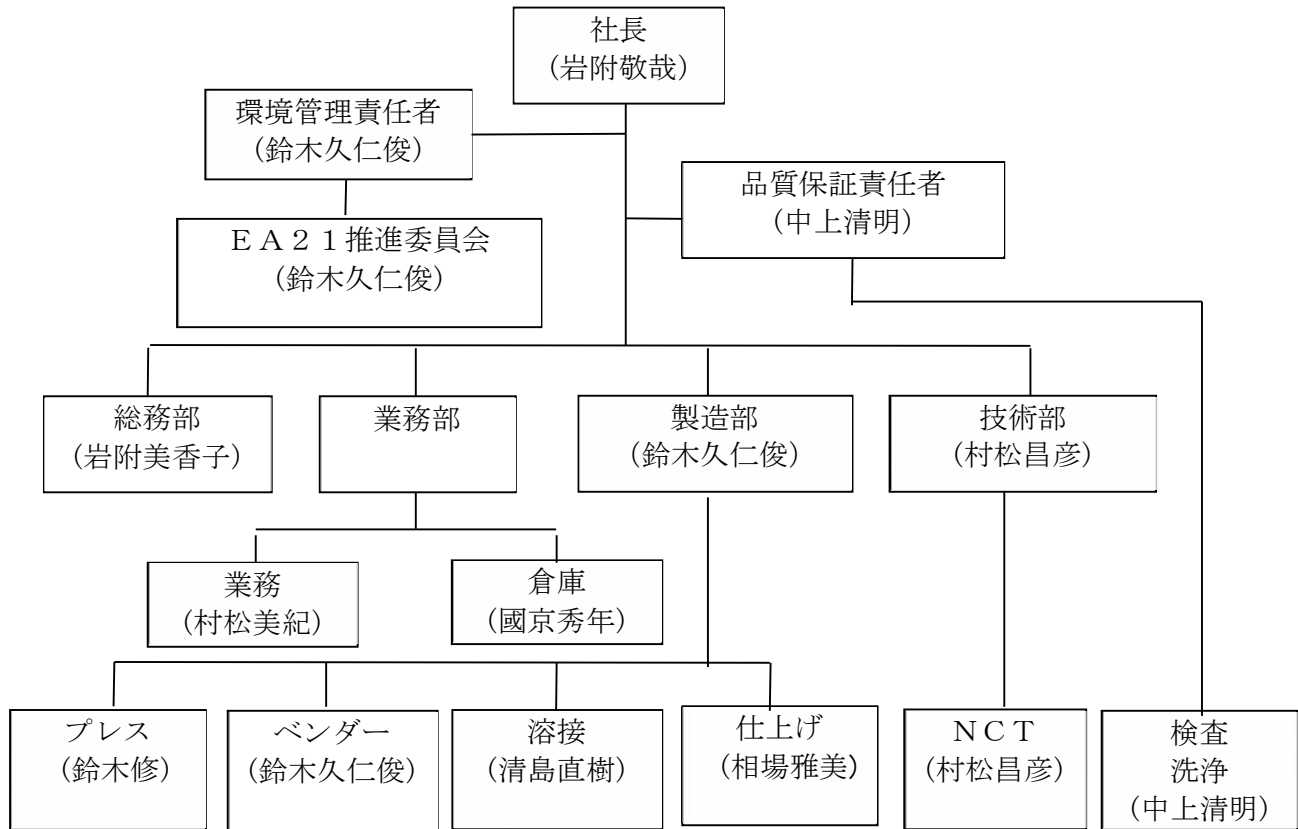 社長
(岩附敬哉)
環境管理責任者
(鈴木久仁俊)
品質保証責任者
(中上清明)
ＥＡ２１推進委員会
(鈴木久仁俊)
総務部
(岩附美香子)
業務部
製造部
(鈴木久仁俊)
技術部
(村松昌彦)
業務
(村松美紀)
倉庫
(國京秀年)
プレス
(鈴木修)
ベンダー
(鈴木久仁俊)
溶接
(清島直樹)
仕上げ
(相場雅美)
ＮＣＴ
(村松昌彦)
検査
洗浄
(中上清明)